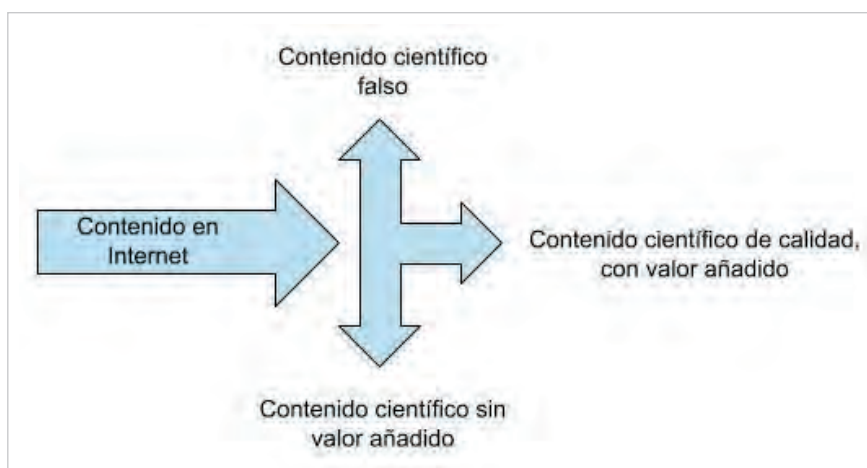 Contenido científico
falso
Contenido en
Internet
Contenido científico de calidad,
con valor añadido
Contenido científico sin
valor añadido